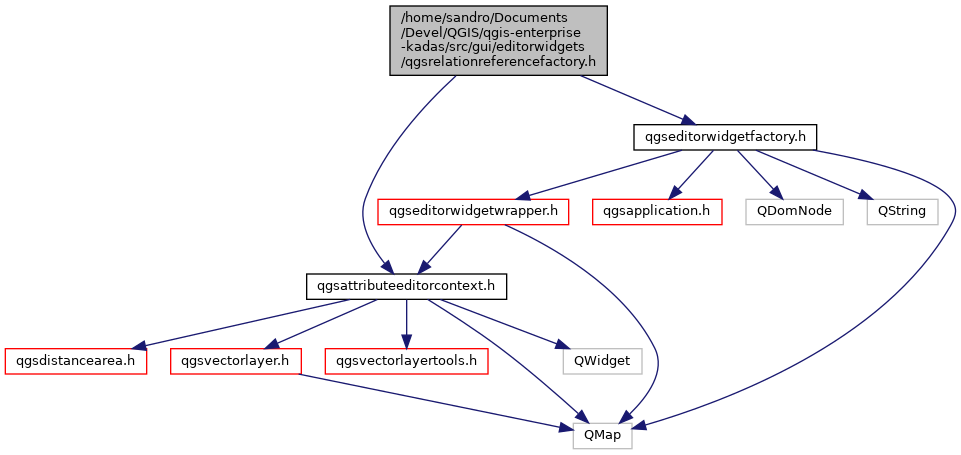 /home/sandro/Documents
/Devel/QGIS/qgis-enterprise
-kadas/src/gui/editorwidgets
/qgsrelationreferencefactory.h
qgseditorwidgetfactory.h
qgseditorwidgetwrapper.h
qgsapplication.h
QDomNode
QString
qgsattributeeditorcontext.h
qgsdistancearea.h
qgsvectorlayer.h
qgsvectorlayertools.h
QWidget
QMap